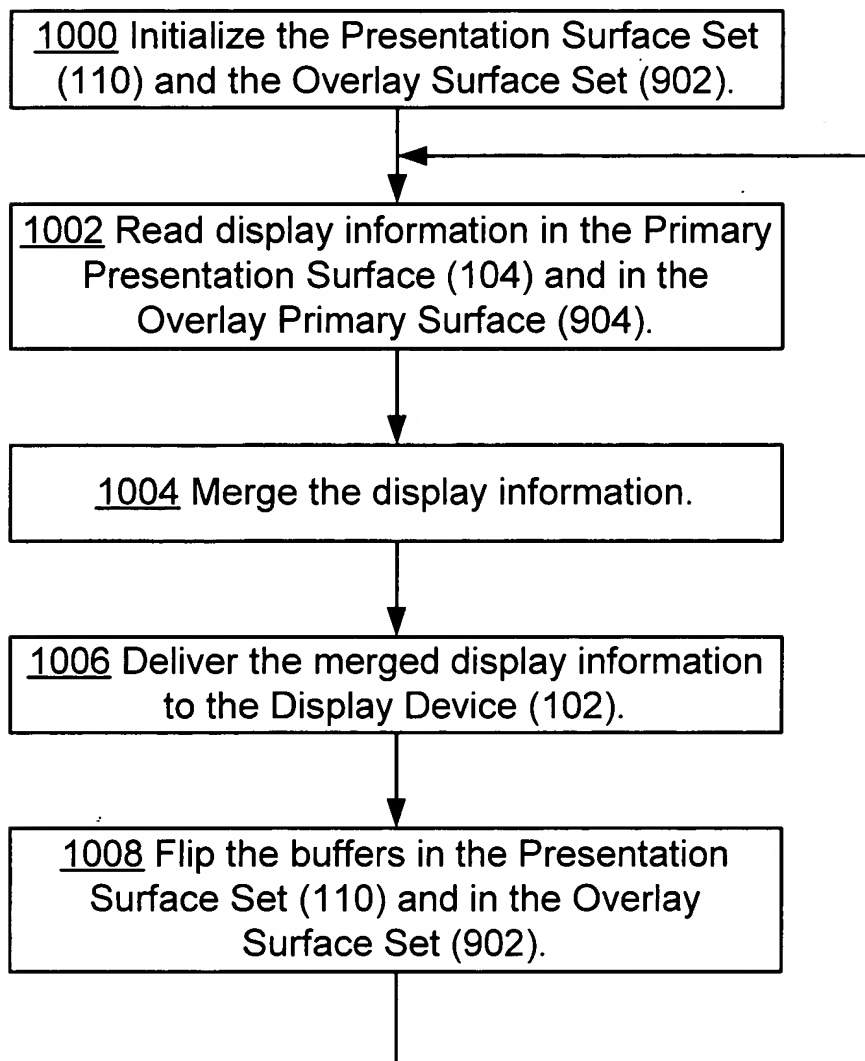 1000 Initialize the Presentation Surface Set
(110) and the Overlay Surface Set (902).
1002 Read display information in the Primary
Presentation Surface (104) and in the
Overlay Primary Surface (904).
1004 Merge the display information.
1006 Deliver the merged display information
to the Display Device (102).
1008 Flip the buffers in the Presentation
Surface Set (110) and in the Overlay
Surface Set (902).